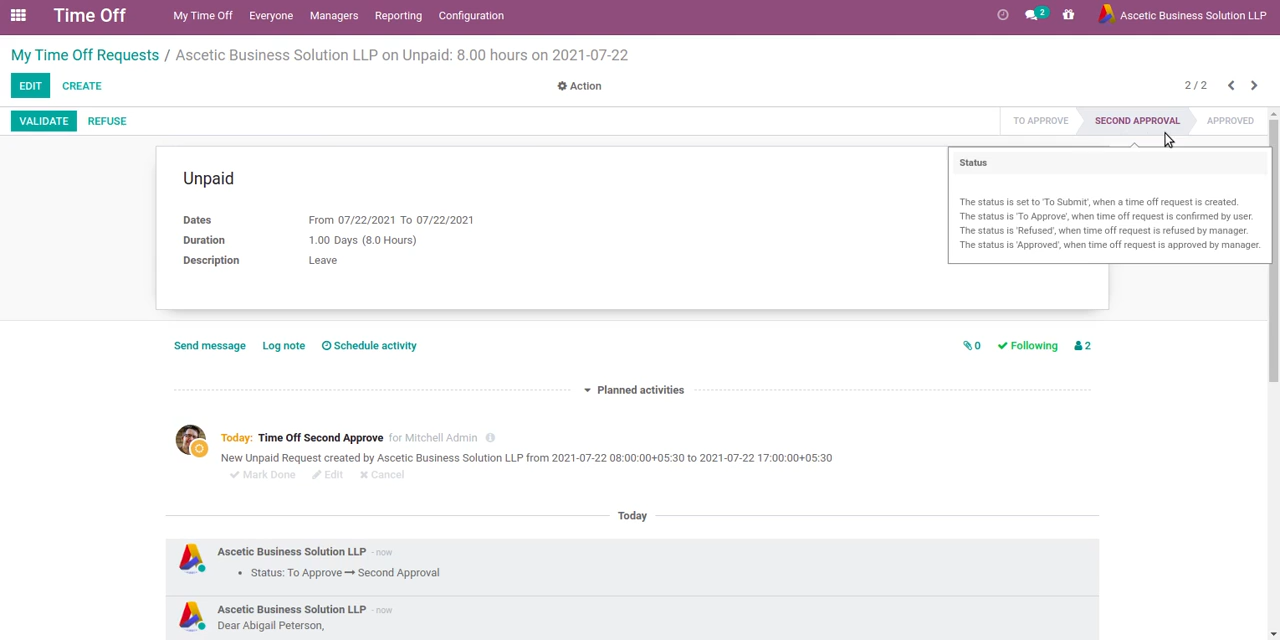 Time Off My Time Off Everyone Managers Reporting Configuration 2 Ascetic Business Solution LLP
My Time Off Requests / Ascetic Business Solution LLP on Unpaid: 8.00 hours on 2021-07-22
EDIT CREATE Action 2 / 2
VALIDATE REFUSE TO APPROVE SECOND APPROVAL APPROVED
Status
The status is set to 'To Submit', when a time off request is created.
The status is 'To Approve', when time off request is confirmed by user.
The status is 'Refused', when time off request is refused by manager.
The status is 'Approved', when time off request is approved by manager.
Unpaid
Dates From 07/22/2021 To 07/22/2021
Duration 1.00 Days (8.0 Hours)
Description Leave
Send message Log note Schedule activity 0 Following 2
Planned activities
Today: Time Off Second Approve for Mitchell Admin
New Unpaid Request created by Ascetic Business Solution LLP from 2021-07-22 08:00:00+05:30 to 2021-07-22 17:00:00+05:30
Mark Done Edit Cancel
Today
Ascetic Business Solution LLP - now
• Status: To Approve → Second Approval
Ascetic Business Solution LLP - now
Dear Abigail Peterson,